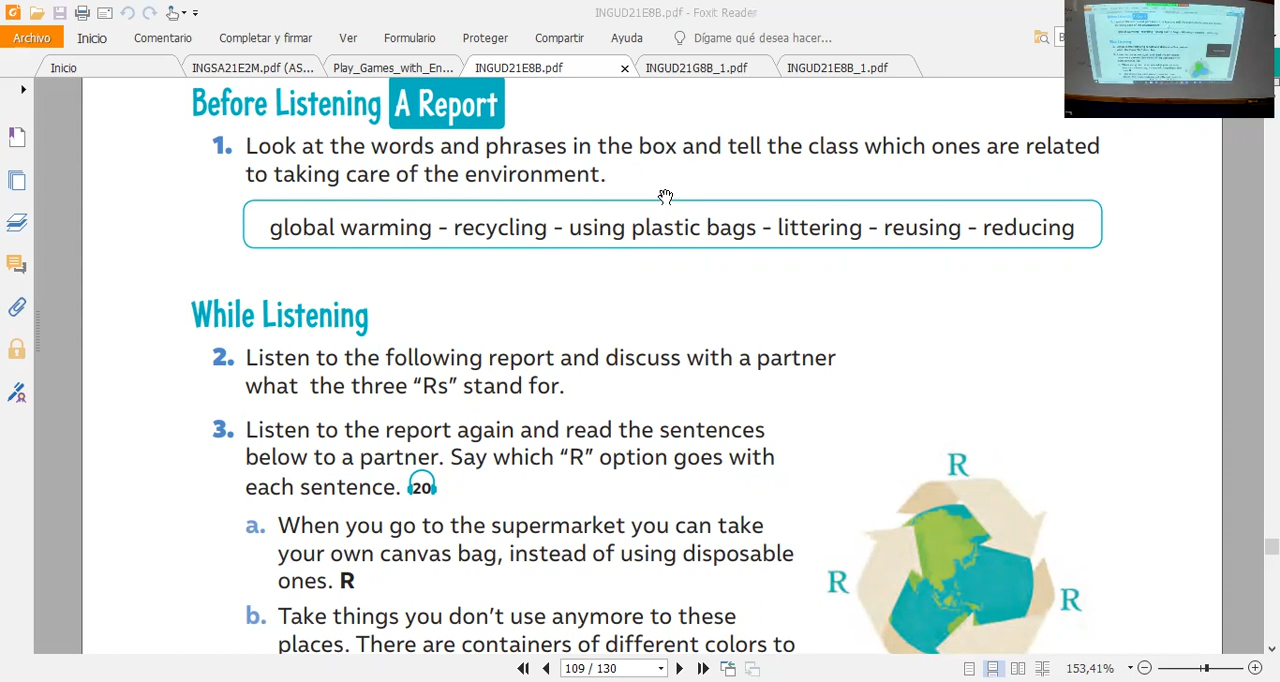 INGUD21E8B.pdf - Foxit Reader
Archivo Inicio Comentario Completar y firmar Ver Formulario Proteger Compartir Ayuda Dígame qué desea hacer...
Inicio INGSA21E2M.pdf (AS... Play_Games_with_En... INGUD21E8B.pdf INGUD21G8B_1.pdf INGUD21E8B_1.pdf
Before Listening A Report
1. Look at the words and phrases in the box and tell the class which ones are related
to taking care of the environment.
global warming - recycling - using plastic bags - littering - reusing - reducing
While Listening
2. Listen to the following report and discuss with a partner
what the three “Rs” stand for.
3. Listen to the report again and read the sentences
below to a partner. Say which “R” option goes with
each sentence. 20
a. When you go to the supermarket you can take
your own canvas bag, instead of using disposable
ones. R
b. Take things you don’t use anymore to these
places. There are containers of different colors to
R
R
R
109 / 130
153,41%